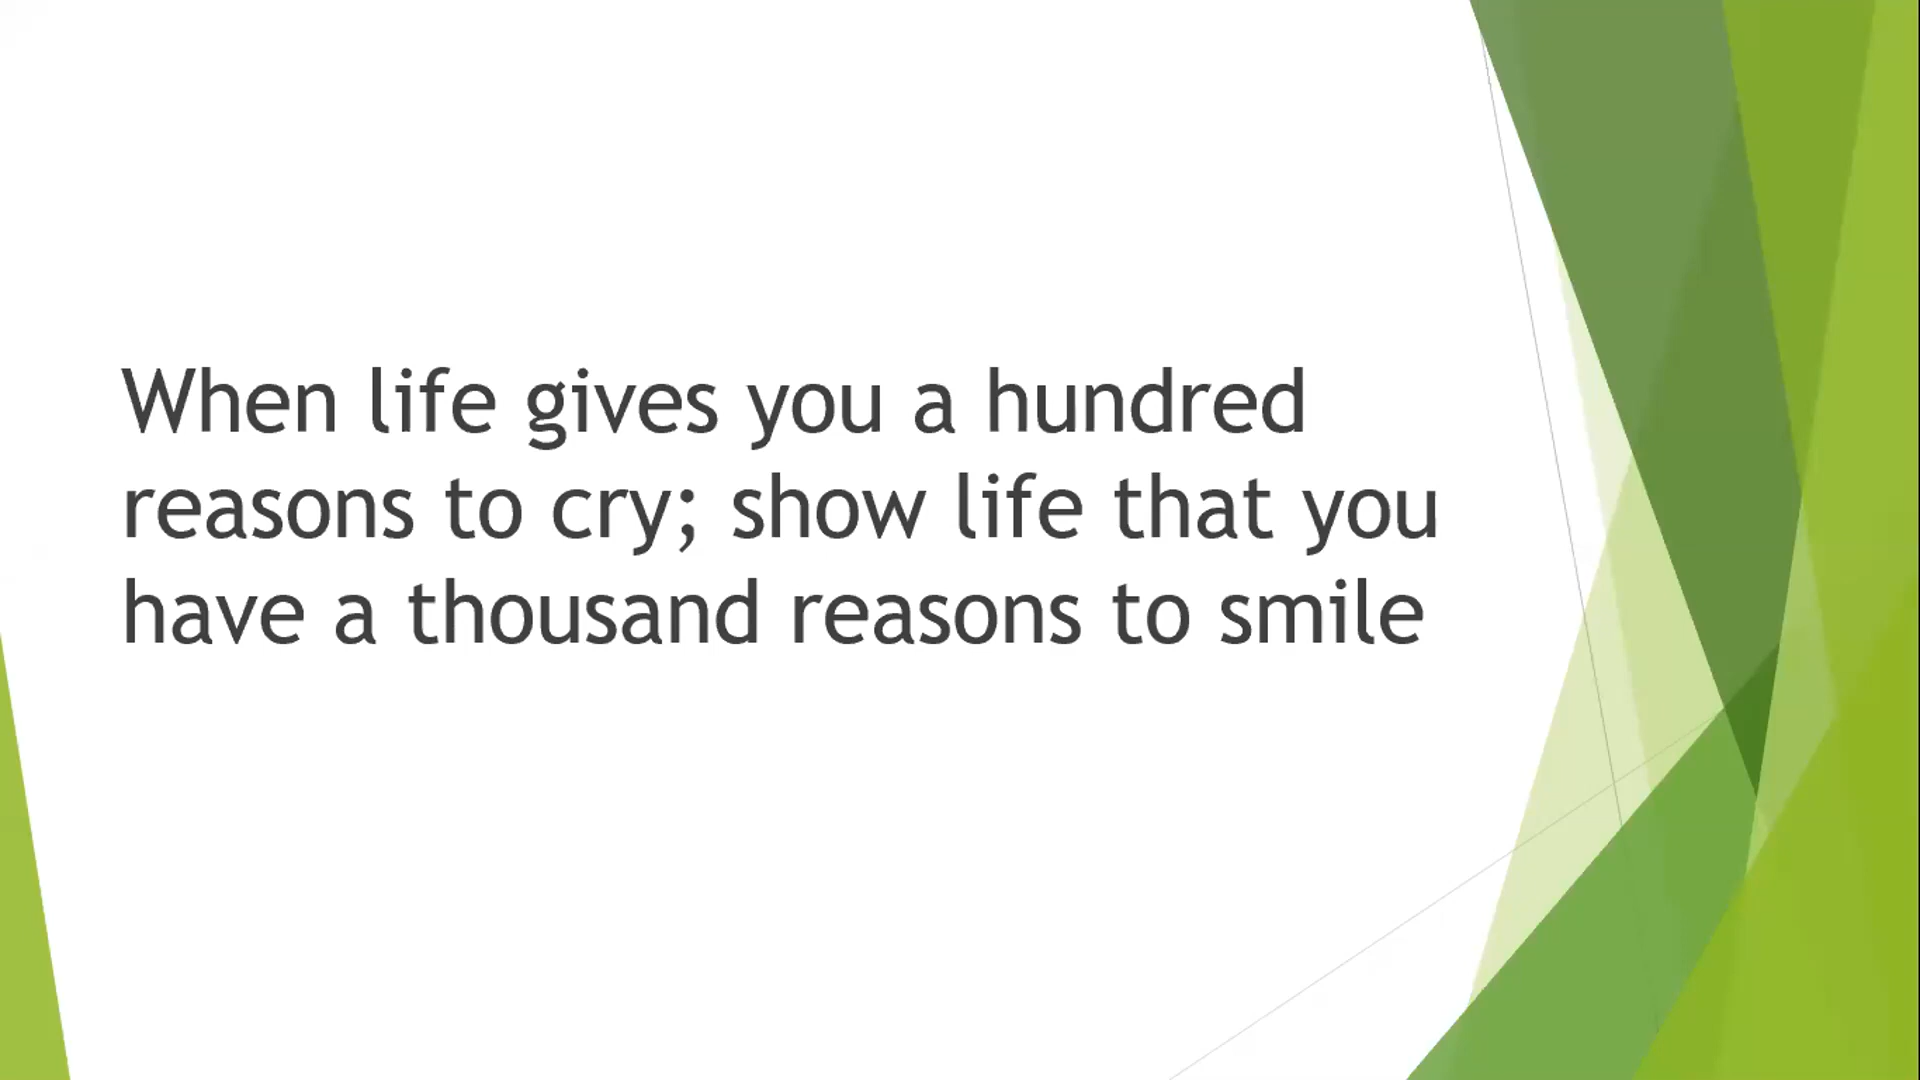 When life gives you a hundred
reasons to cry; show life that you
have a thousand reasons to smile